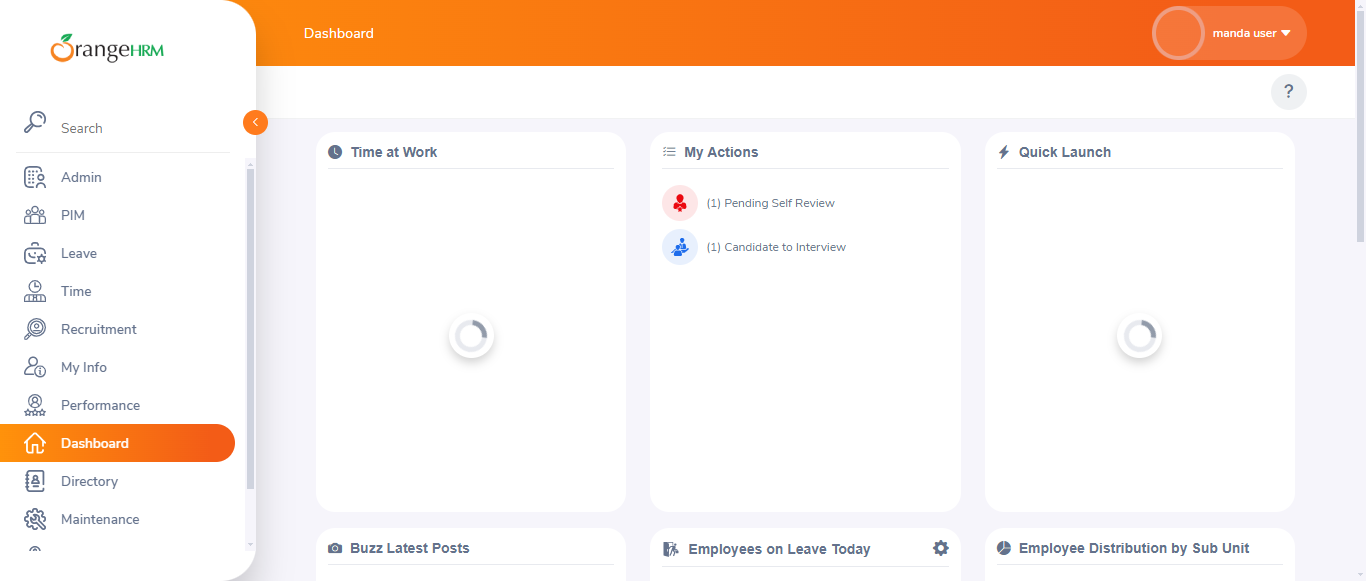 OrangeHRM
Dashboard
manda user
?
Search
Admin
PIM
Leave
Time
Recruitment
My Info
Performance
Dashboard
Directory
Maintenance
Time at Work
My Actions
(1) Pending Self Review
(1) Candidate to Interview
Quick Launch
Buzz Latest Posts
Employees on Leave Today
Employee Distribution by Sub Unit